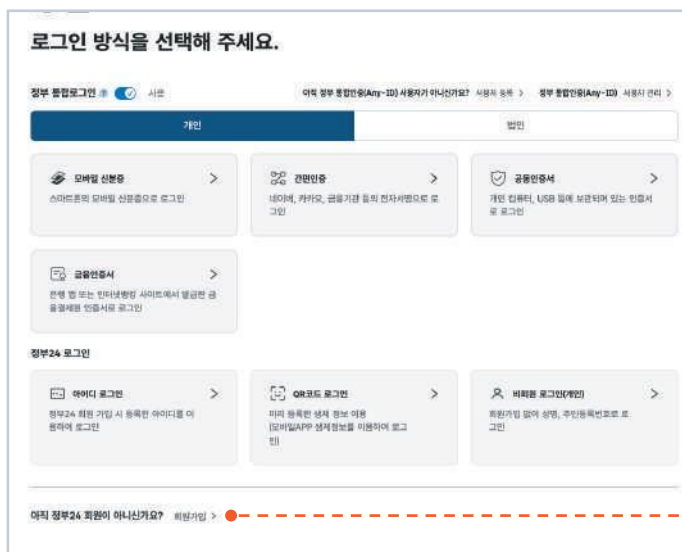 로그인 방식을 선택해 주세요.
정부 통합로그인 사용 아직 정부 통합인증(Any-ID) 사용자가 아니신가요? 사용자 등록 > 정부 통합인증(Any-ID) 사용자 관리 >
개인 법인
모바일 신분증 >
스마트폰의 모바일 신분증으로 로그인
간편인증 >
네이버, 카카오, 금융기관 등의 전자서명으로 로
그인
공동인증서 >
개인 컴퓨터, USB 등에 보관되어 있는 인증서
로 로그인
금융인증서 >
은행 앱 또는 인터넷뱅킹 사이트에서 발급한 금
융결제원 인증서로 로그인
정부24 로그인
아이디 로그인 >
정부24 회원 가입 시 등록한 아이디를 이
용하여 로그인
QR코드 로그인 >
미리 등록한 생체 정보 이용
(모바일APP 생체정보를 이용하여 로그
인)
비회원 로그인(개인) >
회원가입 없이 성명, 주민등록번호로 로
그인
아직 정부24 회원이 아니신가요? 회원가입 >